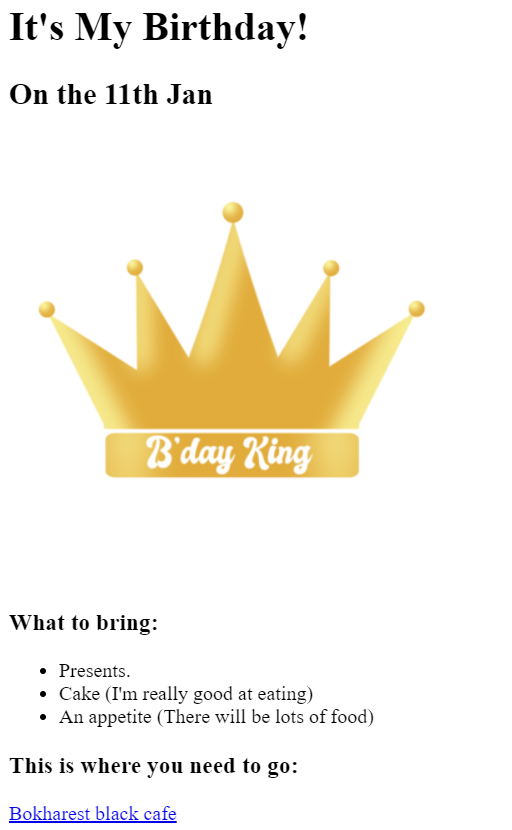 It's My Birthday!
On the 11th Jan
B'day King
What to bring:
Presents.
Cake (I'm really good at eating)
An appetite (There will be lots of food)
This is where you need to go:
Bokharest black cafe